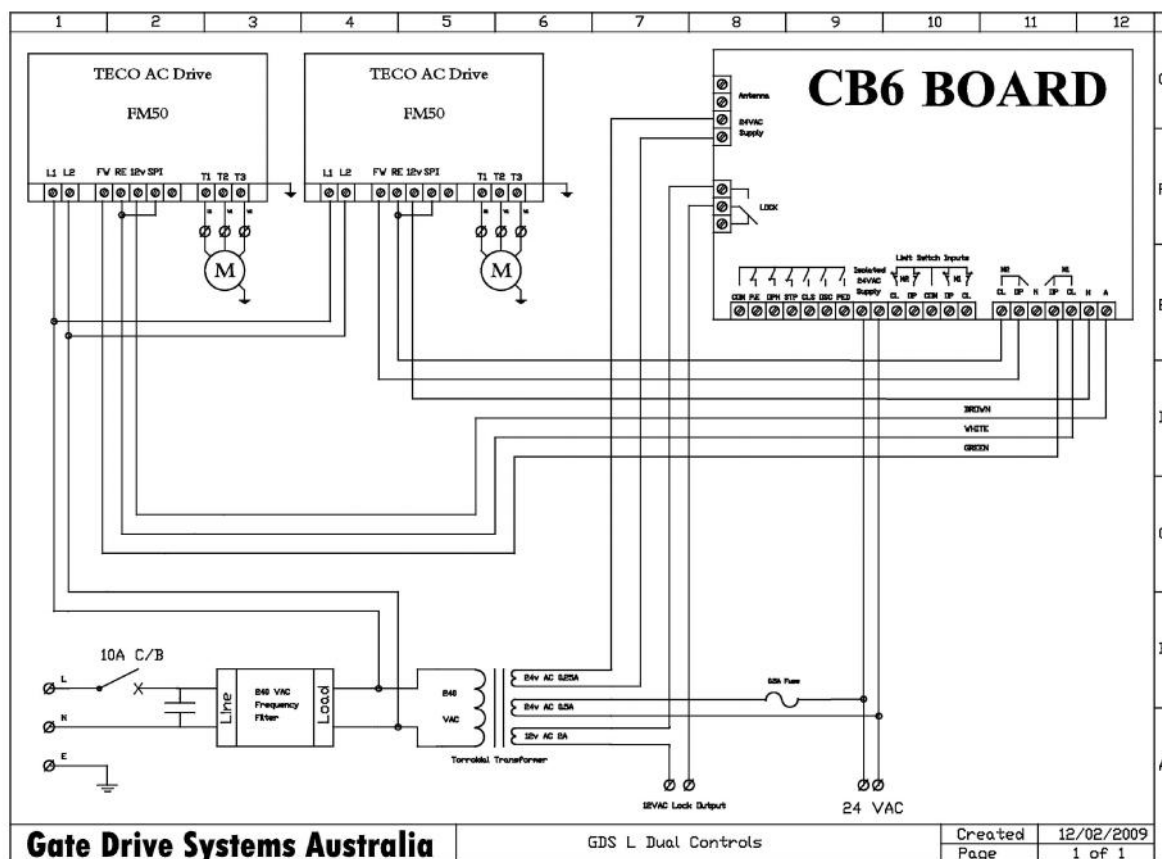 1 2 3 4 5 6 7 8 9 10 11 12
TECO AC Drive
FM50
L1 L2 FW RE 12v SP1 T1 T2 T3
M
TECO AC Drive
FM50
L1 L2 FW RE 12v SP1 T1 T2 T3
M
CB6 BOARD
Antenna
24VAC
Supply
LOCK
Isolated
24VAC
Supply
Limit Switch Inputs
M2 M1
M2 M1
COM P.E OPN STP CLS OSC PED
CL OP COM OP CL
CL OP N OP CL N A
BROWN
WHITE
GREEN
10A C/B
L
N
E
Line
240 VAC
Frequency
Filter
Load
240
VAC
24v AC 0.25A
24v AC 0.5A
12v AC 2A
Torroidal Transformer
0.5A Fuse
12VAC Lock Output
24 VAC
Gate Drive Systems Australia
GDS L Dual Controls
Created 12/02/2009
Page 1 of 1